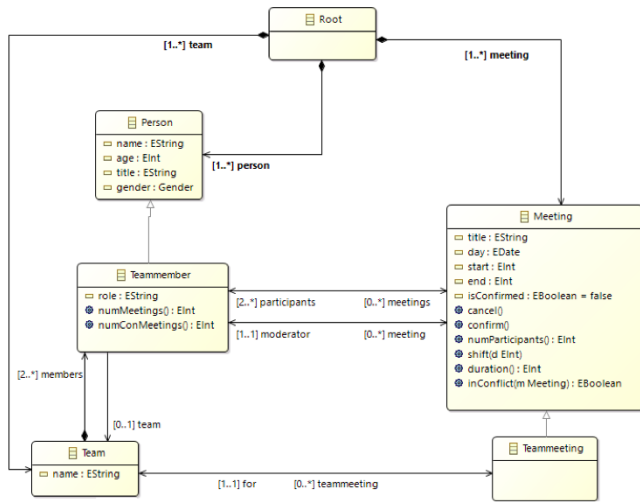 Root
[1..*] team
[1..*] meeting
Person
name : EString
age : EInt
title : EString
gender : Gender
[1..*] person
Meeting
title : EString
day : EDate
start : EInt
end : EInt
isConfirmed : EBoolean = false
cancel()
confirm()
numParticipants() : EInt
shift(d EInt)
duration() : EInt
inConflict(m Meeting) : EBoolean
Teammember
role : EString
numMeetings() : EInt
numConMeetings() : EInt
[2..*] participants
[0..*] meetings
[1..1] moderator
[0..*] meeting
[2..*] members
[0..1] team
Team
name : EString
[1..1] for
[0..*] teammeeting
Teammeeting